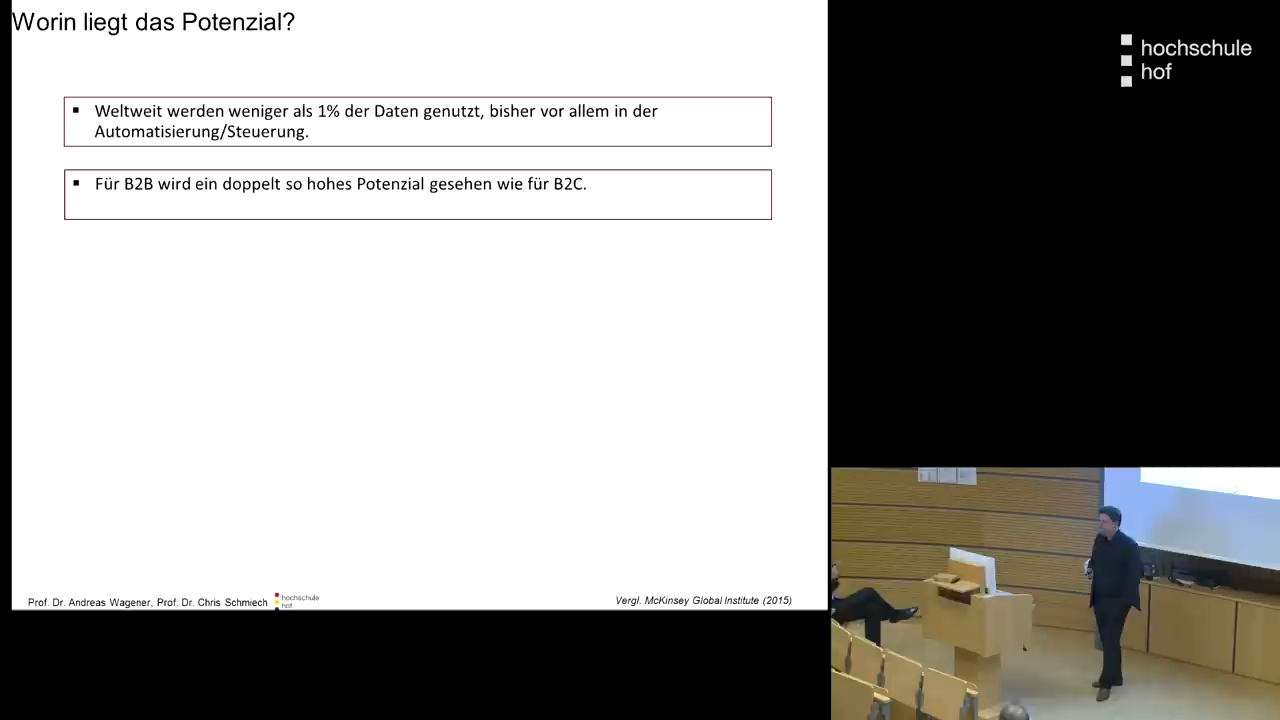 Worin liegt das Potenzial?
hochschule
hof
▪ Weltweit werden weniger als 1% der Daten genutzt, bisher vor allem in der
Automatisierung/Steuerung.
▪ Für B2B wird ein doppelt so hohes Potenzial gesehen wie für B2C.
Prof. Dr. Andreas Wagener, Prof. Dr. Chris Schmiech
hochschule
hof
Vergl. McKinsey Global Institute (2015)